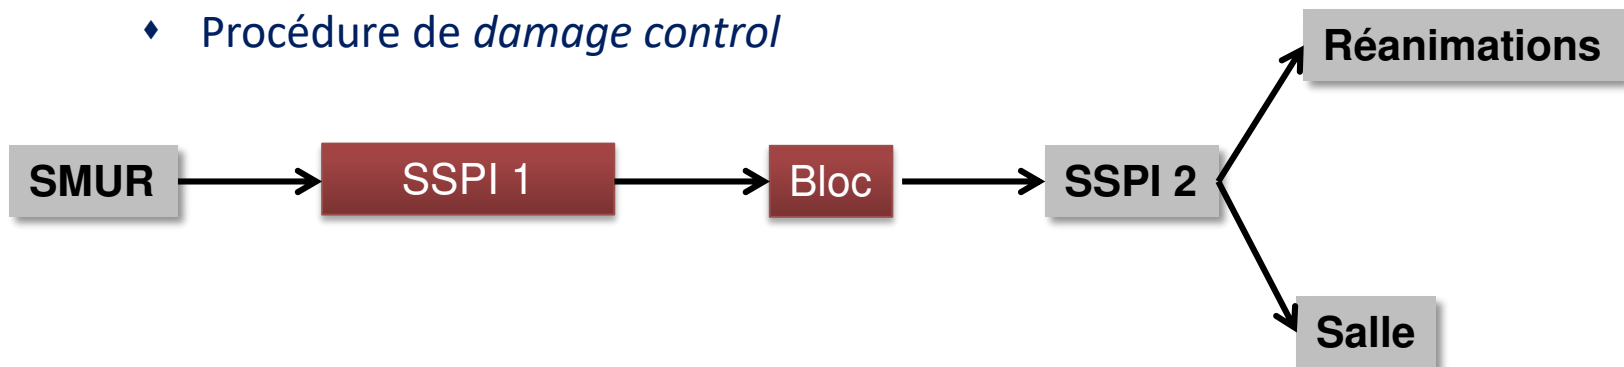 Procédure de damage control
Réanimations
SMUR
SSPI 1
Bloc
SSPI 2
Salle